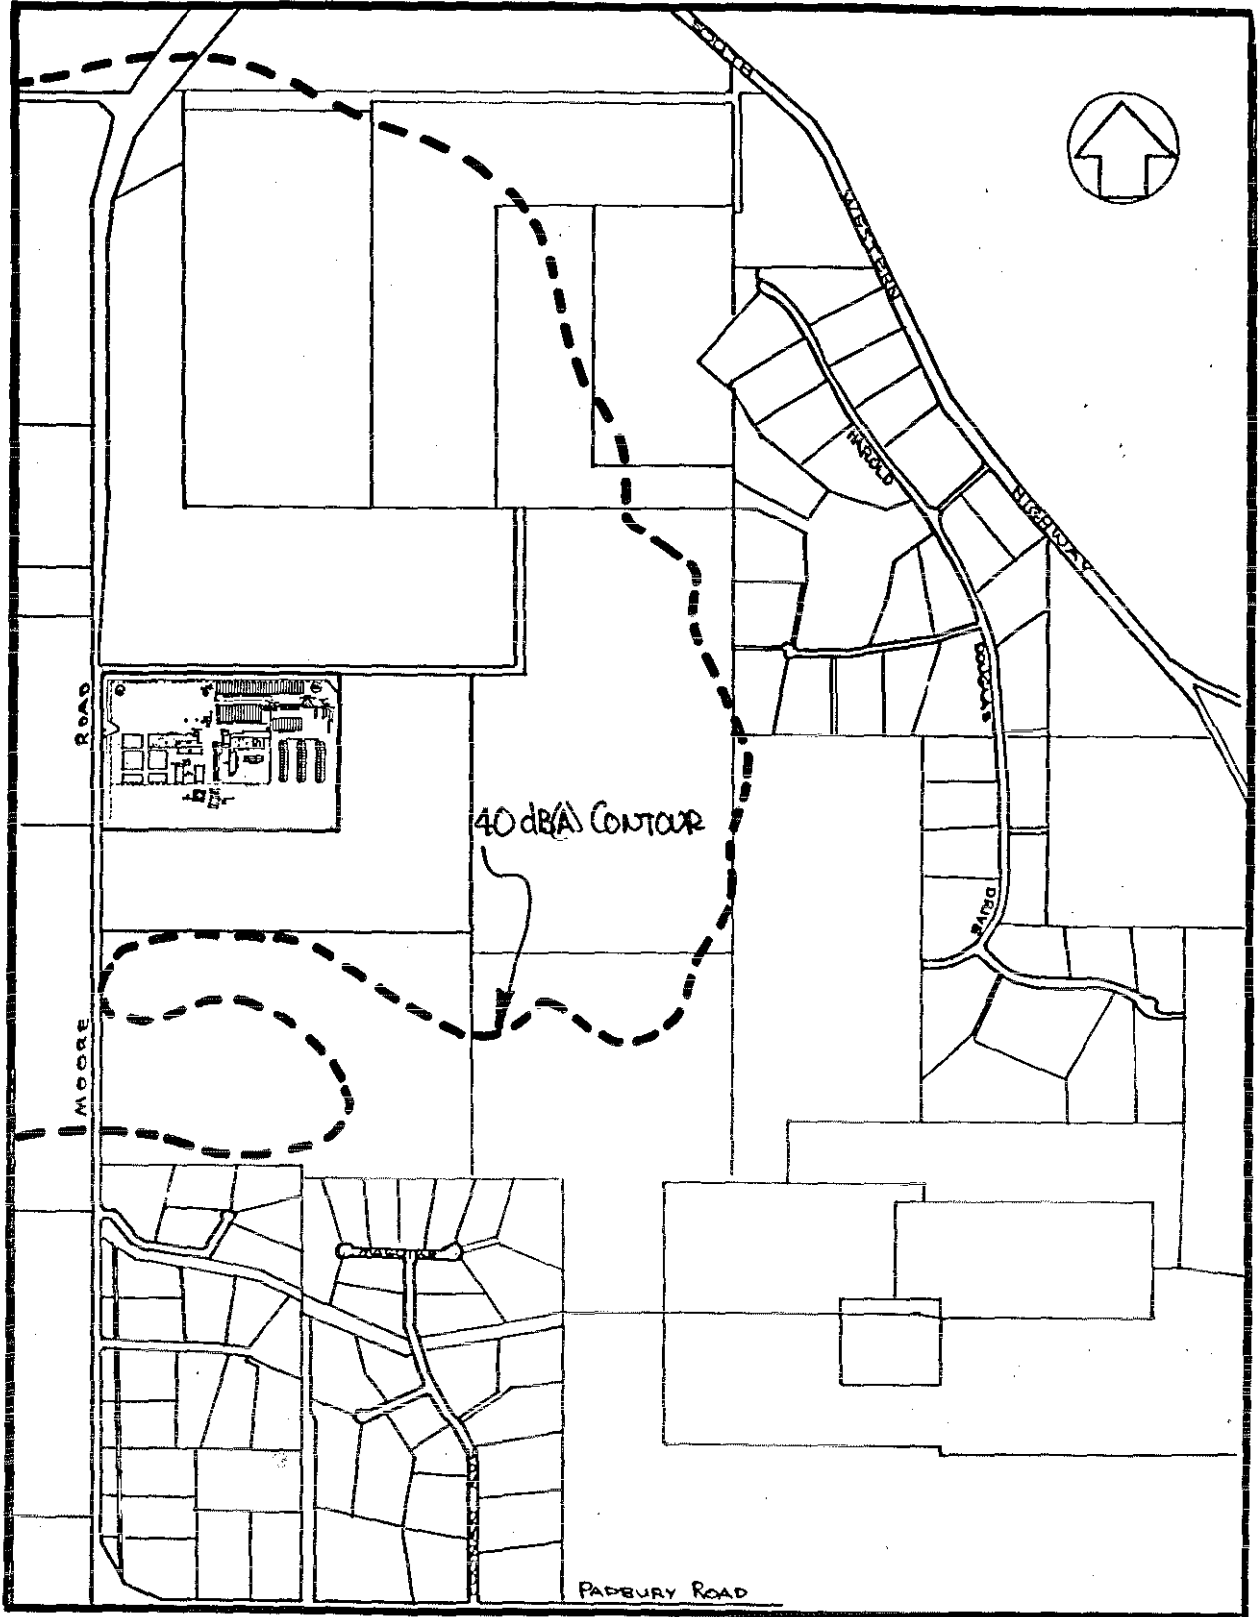 SOUTH
WESTERN
HIGHWAY
HAROLD
DOUGLAS
DRIVE
ROAD
40 dB(A) CONTOUR
MOORE
PADBURY ROAD